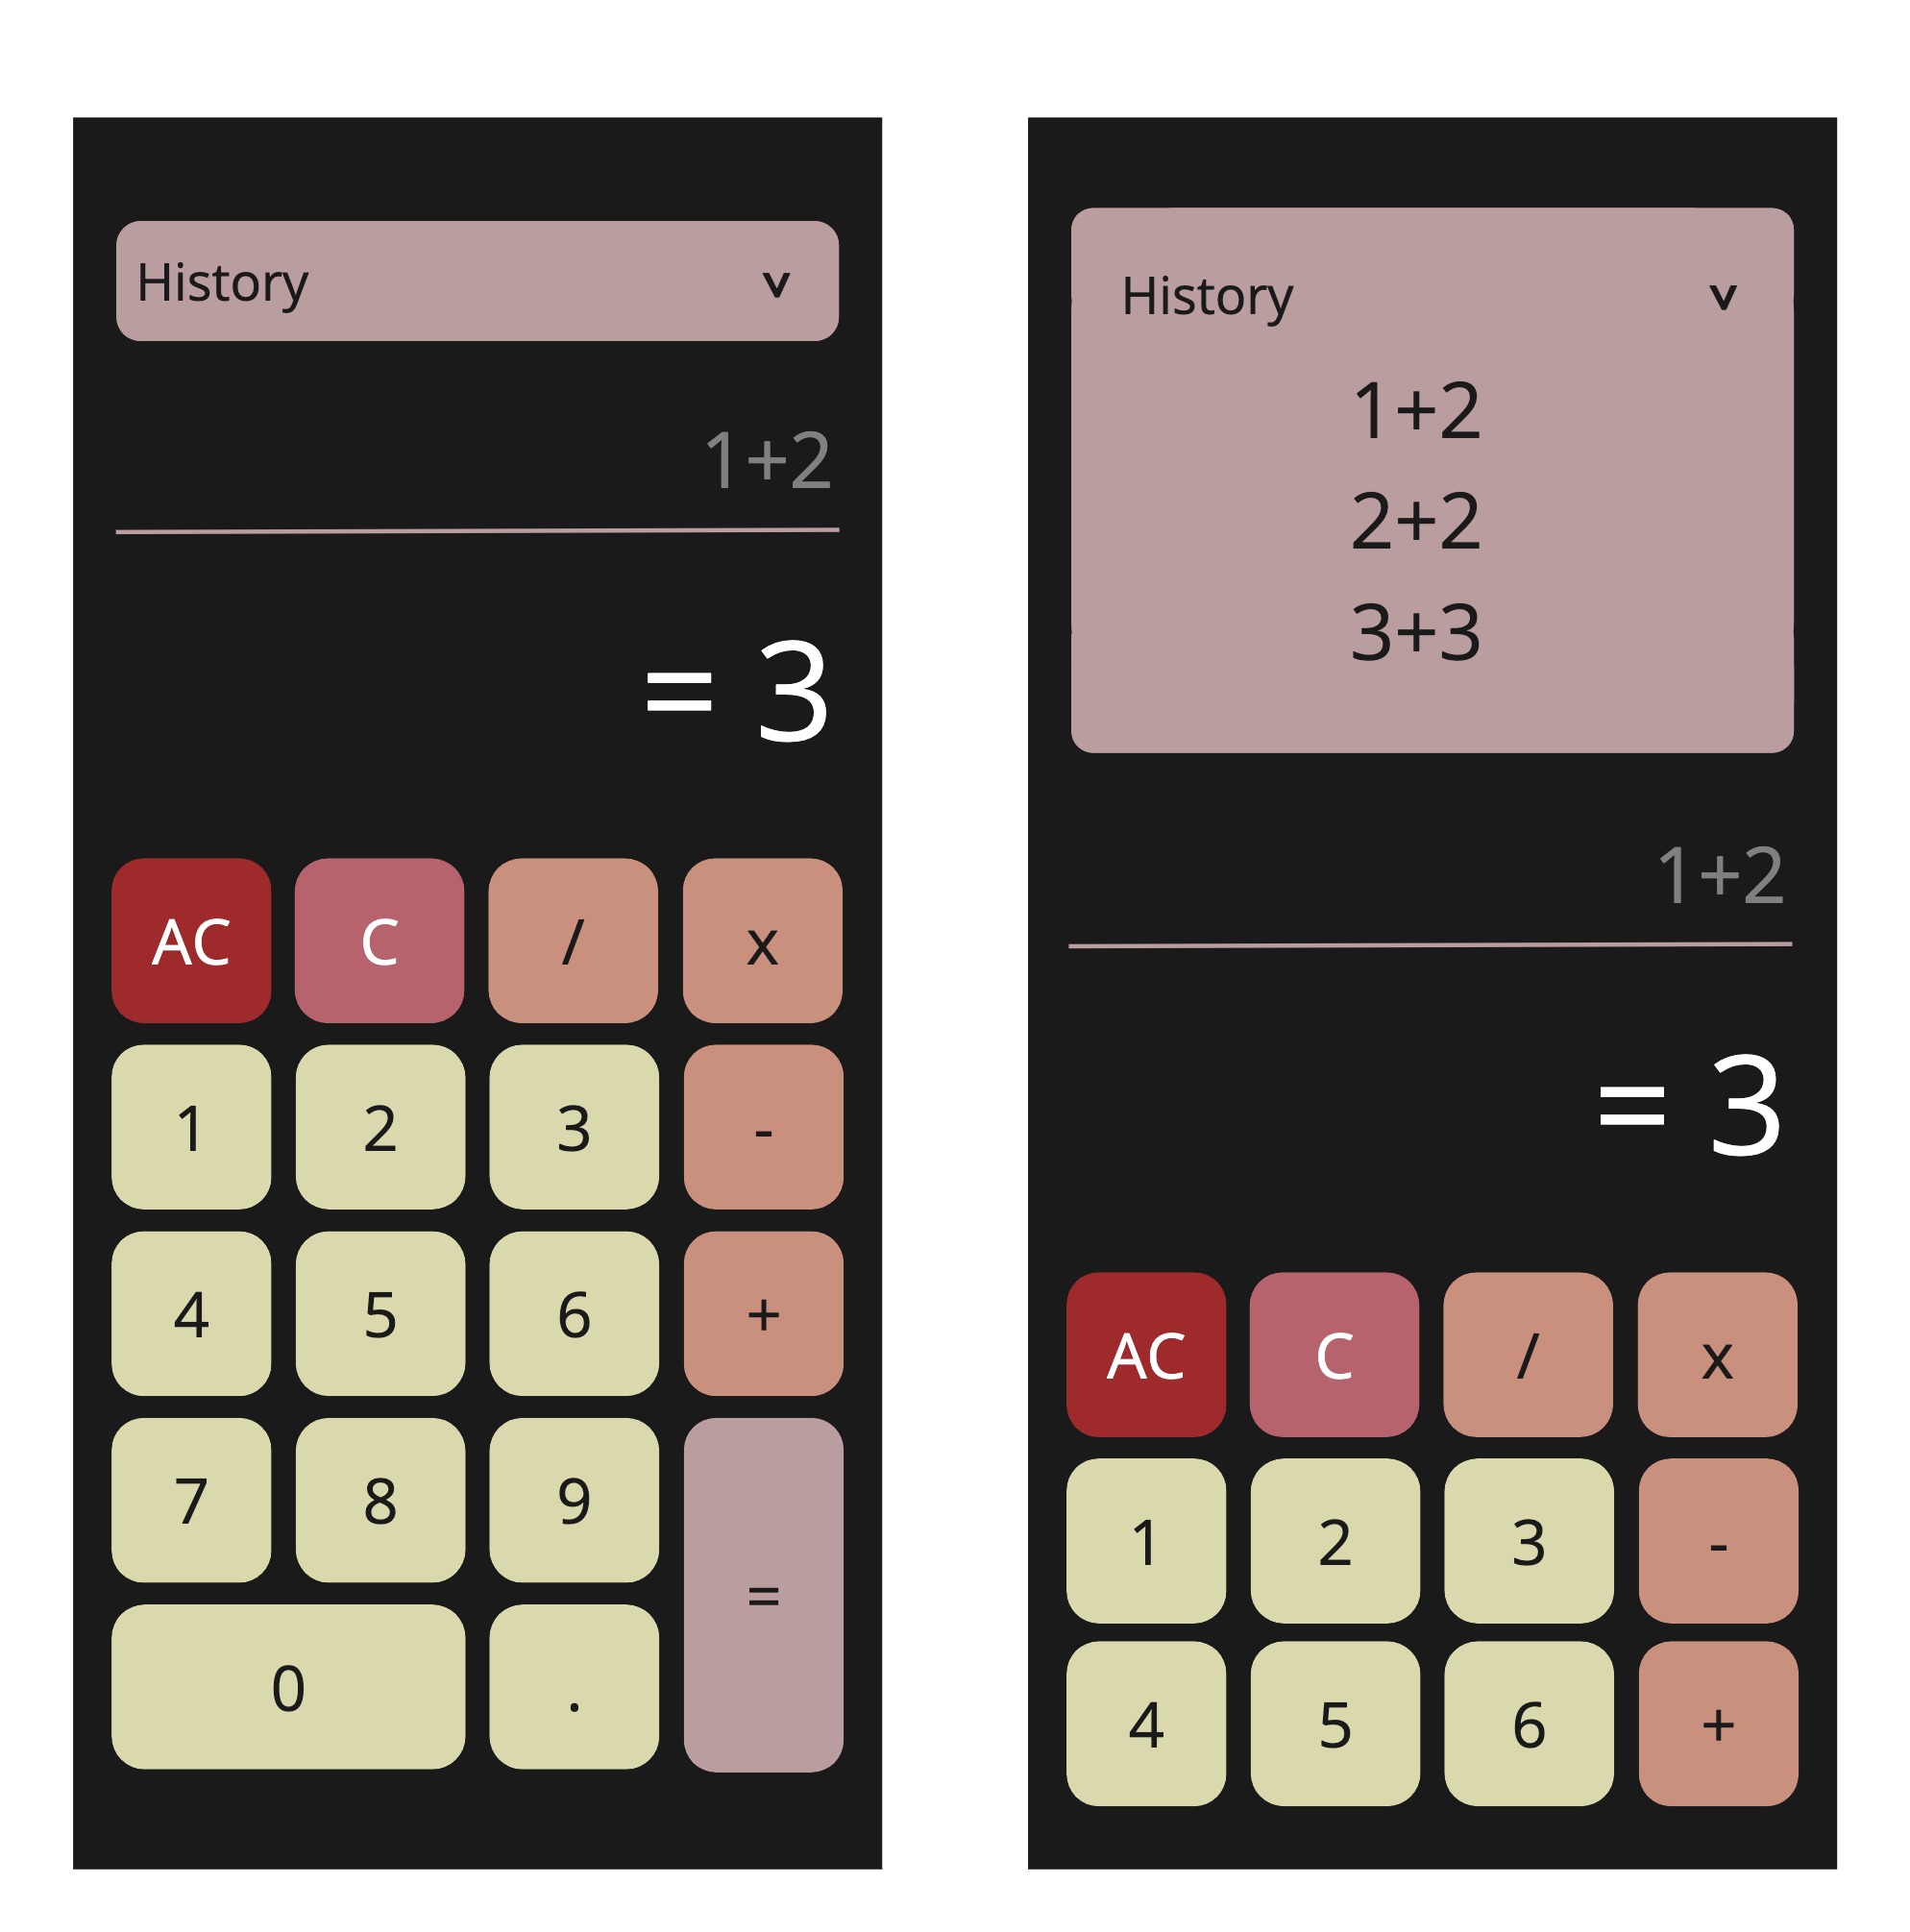 History v
1+2
= 3
AC C / x
1 2 3 -
4 5 6 +
7 8 9 =
0 .
History v
1+2
2+2
3+3
1+2
= 3
AC C / x
1 2 3 -
4 5 6 +